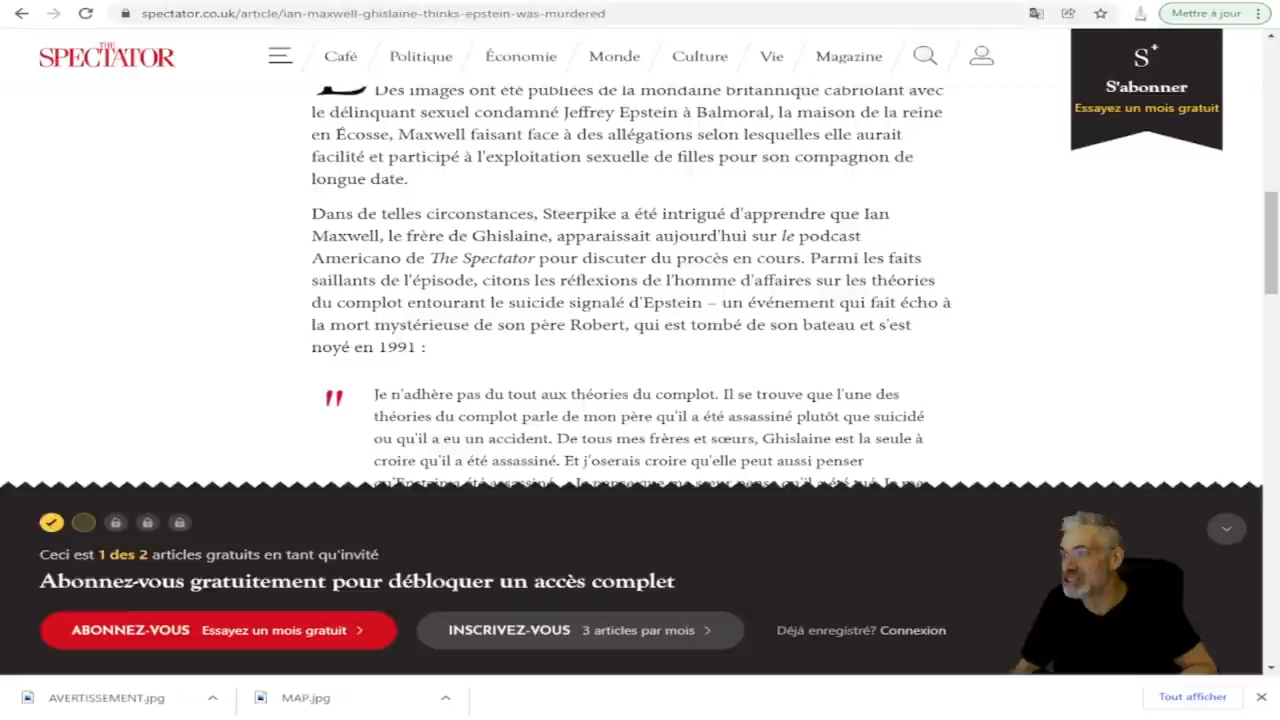 spectator.co.uk/article/ian-maxwell-ghislaine-thinks-epstein-was-murdered
Mettre à jour
THE
SPECTATOR
Café
Politique
Économie
Monde
Culture
Vie
Magazine
S+
S'abonner
Essayez un mois gratuit
Des images ont été publiées de la mondaine britannique cabriolant avec
le délinquant sexuel condamné Jeffrey Epstein à Balmoral, la maison de la reine
en Écosse, Maxwell faisant face à des allégations selon lesquelles elle aurait
facilité et participé à l'exploitation sexuelle de filles pour son compagnon de
longue date.
Dans de telles circonstances, Steerpike a été intrigué d'apprendre que Ian
Maxwell, le frère de Ghislaine, apparaissait aujourd'hui sur le podcast
Americano de The Spectator pour discuter du procès en cours. Parmi les faits
saillants de l'épisode, citons les réflexions de l'homme d'affaires sur les théories
du complot entourant le suicide signalé d'Epstein – un événement qui fait écho à
la mort mystérieuse de son père Robert, qui est tombé de son bateau et s'est
noyé en 1991 :
"
Je n'adhère pas du tout aux théories du complot. Il se trouve que l'une des
théories du complot parle de mon père qu'il a été assassiné plutôt que suicidé
ou qu'il a eu un accident. De tous mes frères et sœurs, Ghislaine est la seule à
croire qu'il a été assassiné. Et j'oserais croire qu'elle peut aussi penser
Ceci est 1 des 2 articles gratuits en tant qu'invité
Abonnez-vous gratuitement pour débloquer un accès complet
ABONNEZ-VOUS Essayez un mois gratuit >
INSCRIVEZ-VOUS 3 articles par mois >
Déjà enregistré? Connexion
AVERTISSEMENT.jpg
MAP.jpg
Tout afficher